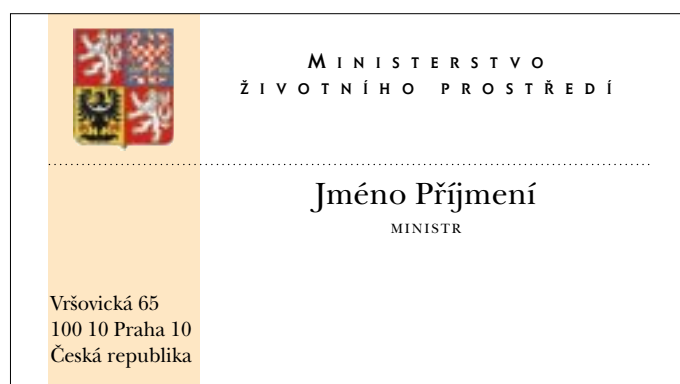 MINISTERSTVO
ŽIVOTNÍHO PROSTŘEDÍ
Jméno Příjmení
MINISTR
Vršovická 65
100 10 Praha 10
Česká republika